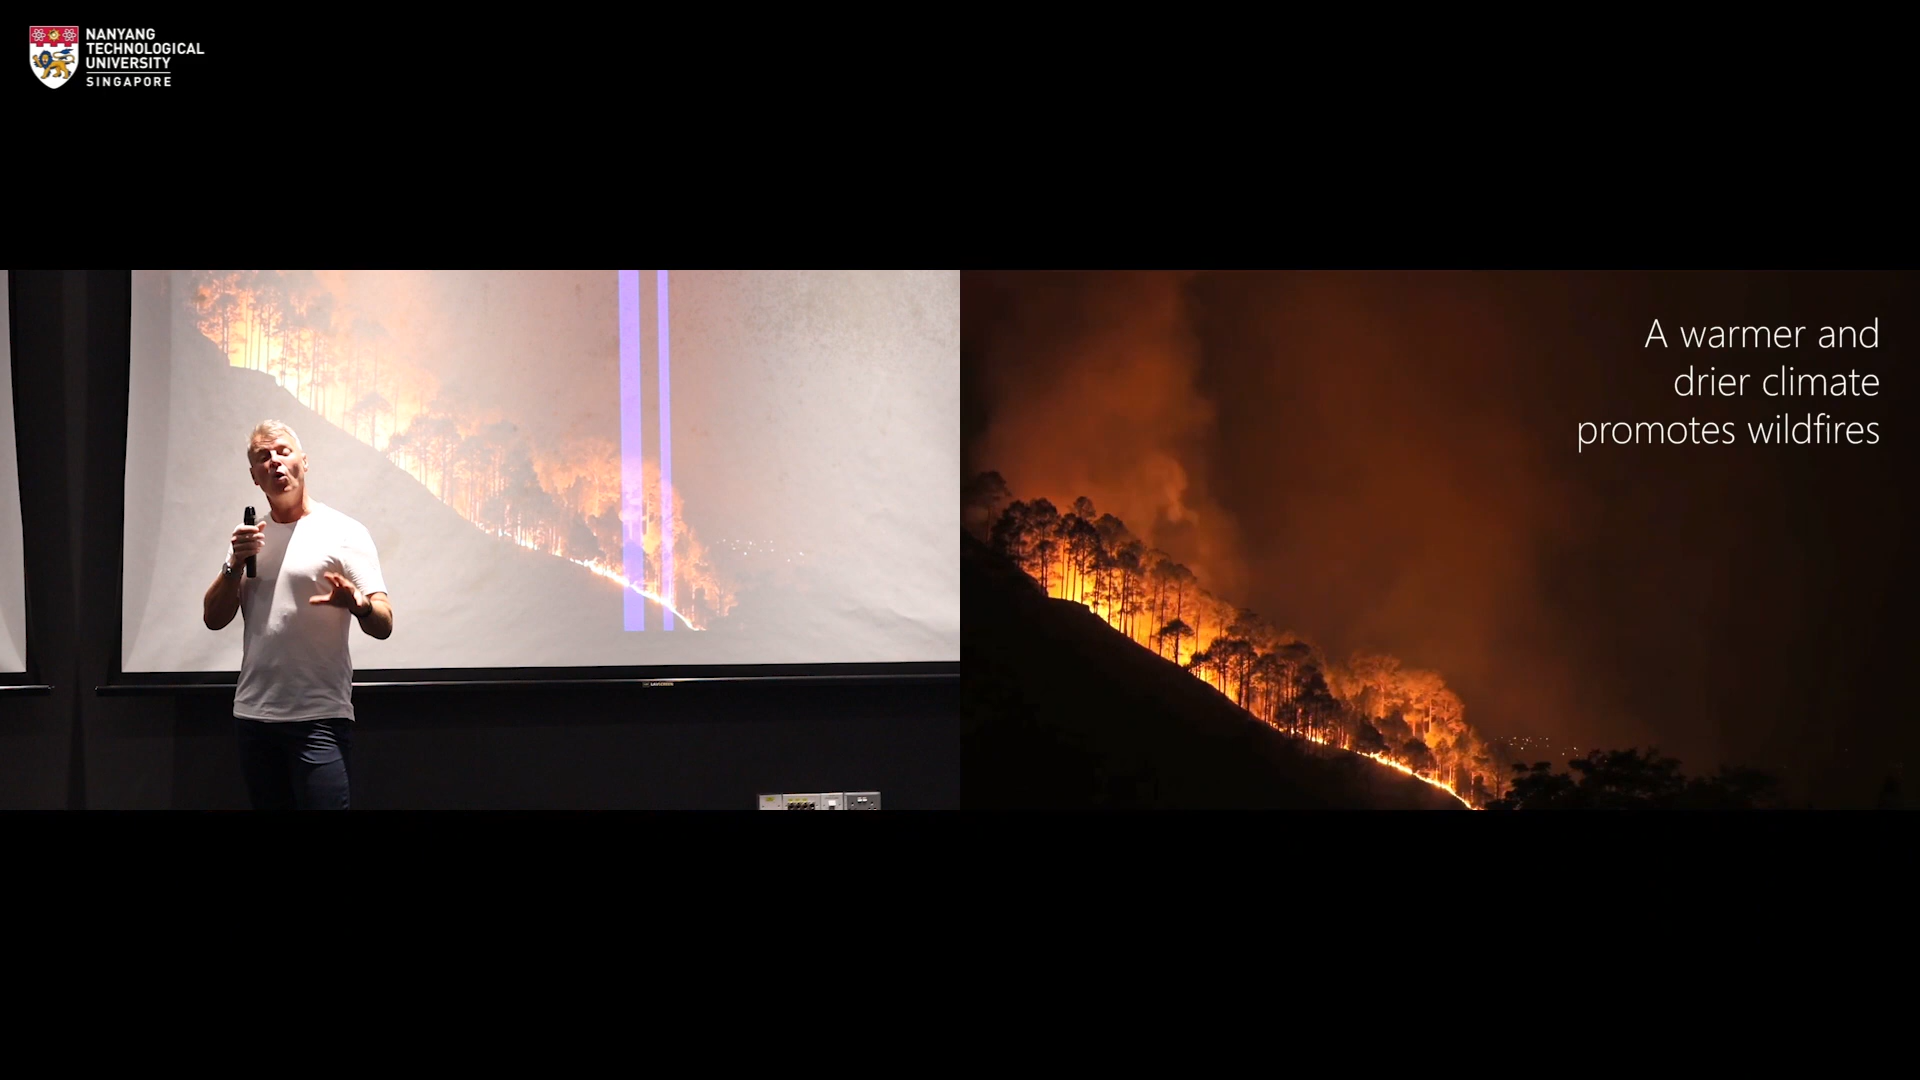 NANYANG
TECHNOLOGICAL
UNIVERSITY
SINGAPORE
A warmer and
drier climate
promotes wildfires